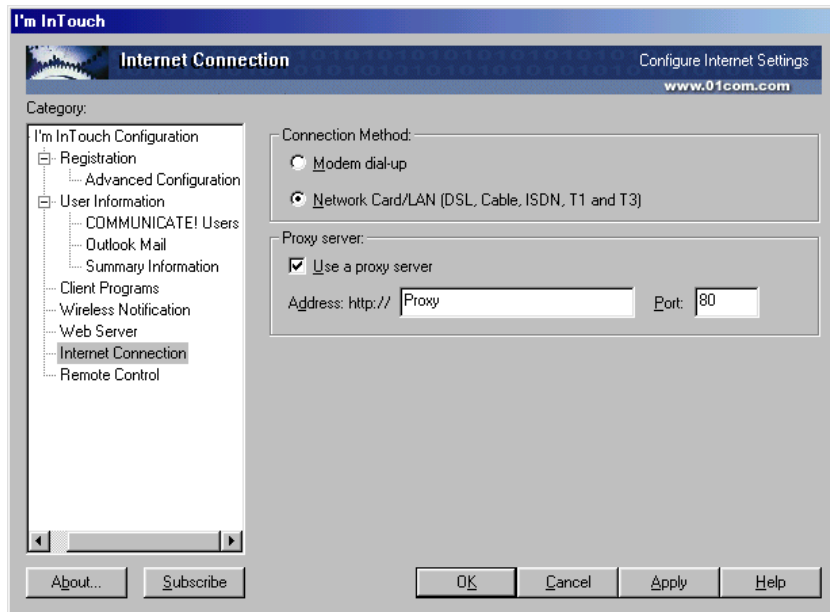 I'm InTouch
Internet Connection
Configure Internet Settings
www.01com.com
Category:
I'm InTouch Configuration
Registration
Advanced Configuration
User Information
COMMUNICATE! Users
Outlook Mail
Summary Information
Client Programs
Wireless Notification
Web Server
Internet Connection
Remote Control
Connection Method:
Modem dial-up
Network Card/LAN (DSL, Cable, ISDN, T1 and T3)
Proxy server:
Use a proxy server
Address: http:// Proxy Port: 80
About... Subscribe OK Cancel Apply Help